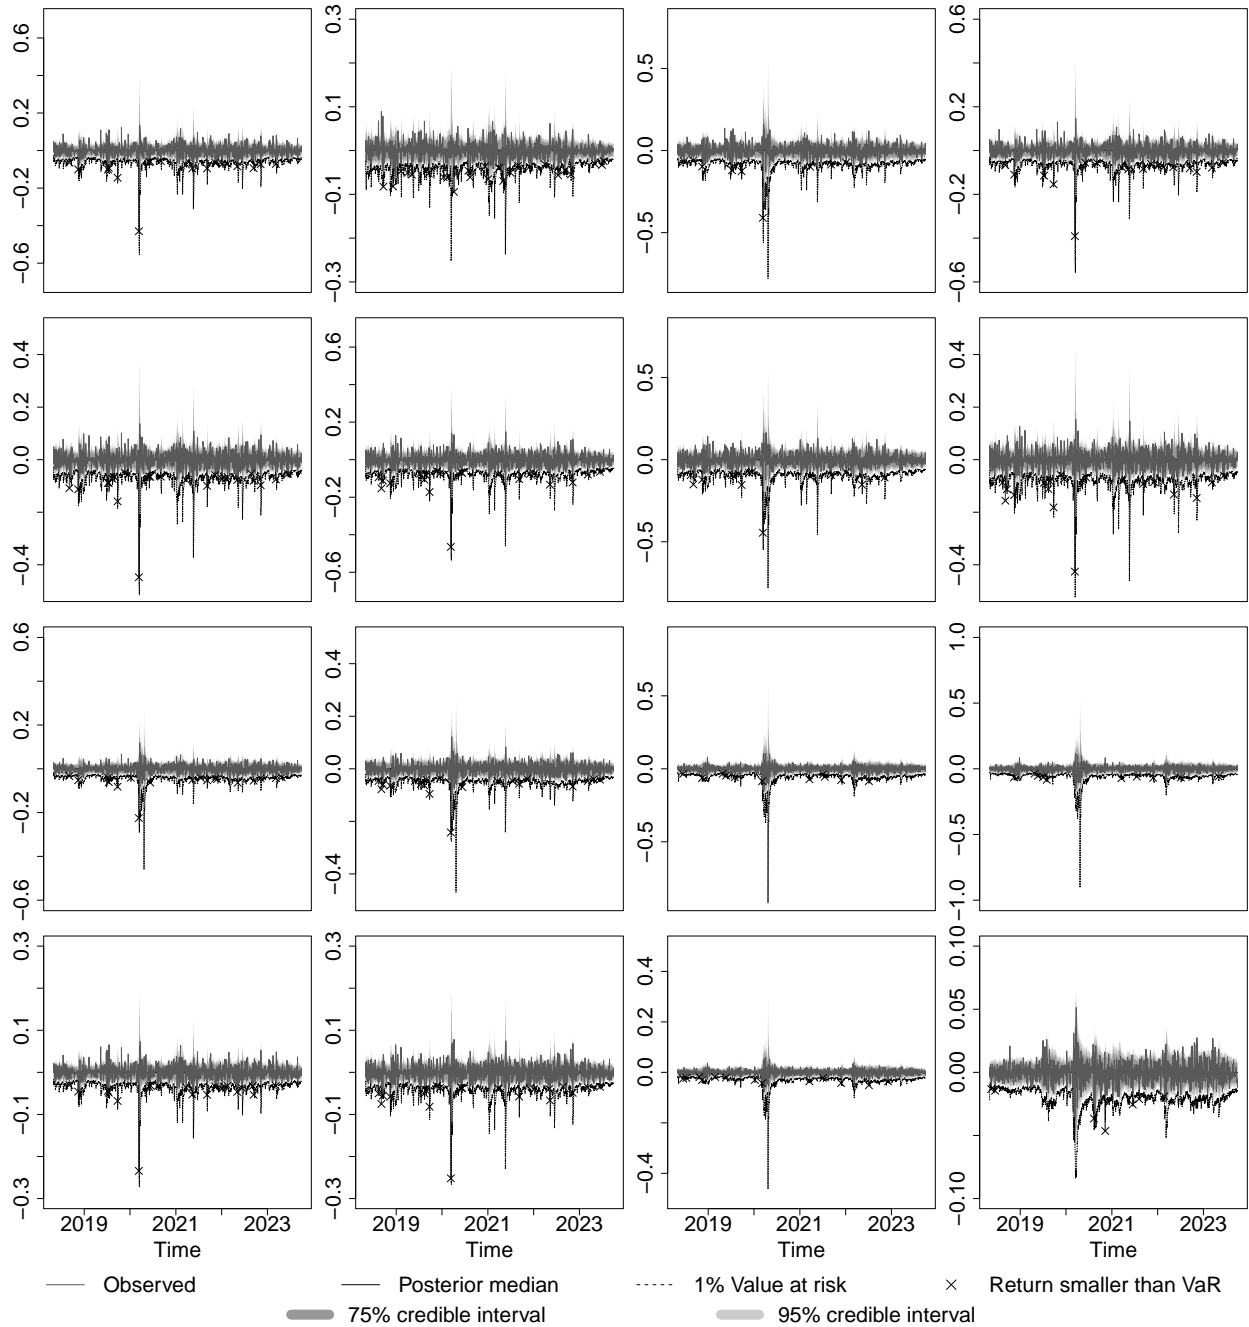 0.6 0.2 −0.2 −0.6
0.3 0.1 −0.1 −0.3
0.5 0.0 −0.5
0.6 0.2 −0.2 −0.6
0.4 0.2 0.0 −0.4
0.6 0.2 −0.2 −0.6
0.5 0.0 −0.5
0.4 0.2 0.0 −0.4
0.6 0.2 −0.2 −0.6
0.4 0.2 0.0 −0.4
0.5 0.0 −0.5
1.0 0.5 0.0 −0.5 −1.0
0.3 0.1 −0.1 −0.3
0.3 0.1 −0.1 −0.3
0.4 0.2 0.0 −0.4
0.10 0.05 0.00 −0.10
2019 2021 2023
2019 2021 2023
2019 2021 2023
2019 2021 2023
Time
Time
Time
Time
Observed
Posterior median
1% Value at risk
Return smaller than VaR
75% credible interval
95% credible interval